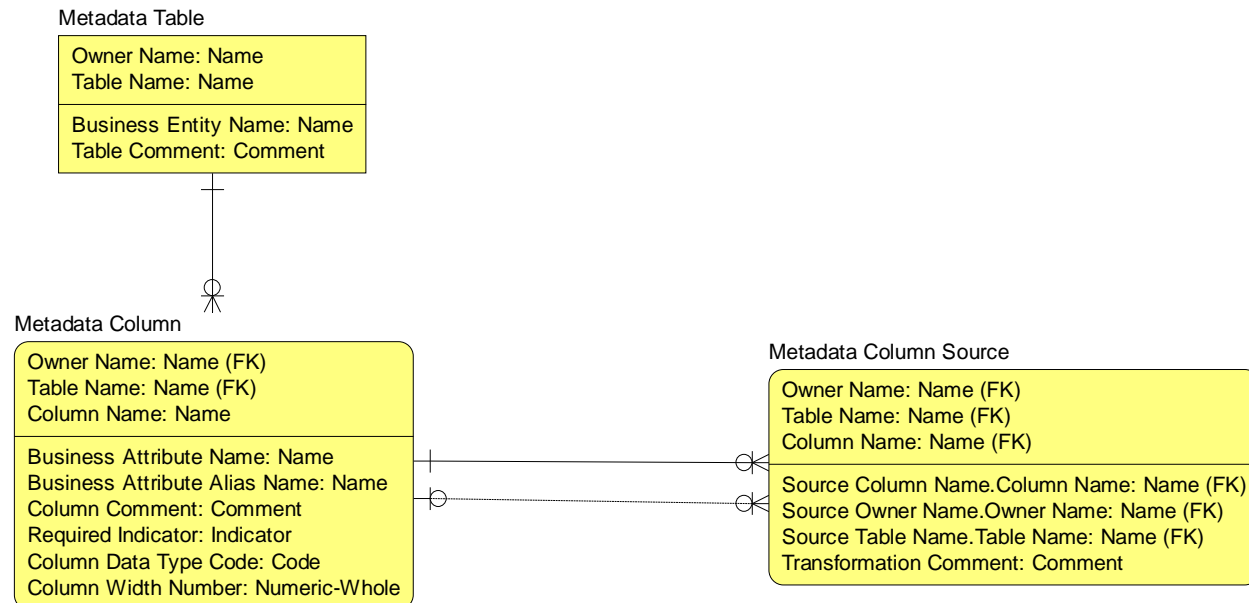 Metadata Table
Owner Name: Name
Table Name: Name
Business Entity Name: Name
Table Comment: Comment
Metadata Column
Owner Name: Name (FK)
Table Name: Name (FK)
Column Name: Name
Business Attribute Name: Name
Business Attribute Alias Name: Name
Column Comment: Comment
Required Indicator: Indicator
Column Data Type Code: Code
Column Width Number: Numeric-Whole
Metadata Column Source
Owner Name: Name (FK)
Table Name: Name (FK)
Column Name: Name (FK)
Source Column Name.Column Name: Name (FK)
Source Owner Name.Owner Name: Name (FK)
Source Table Name.Table Name: Name (FK)
Transformation Comment: Comment